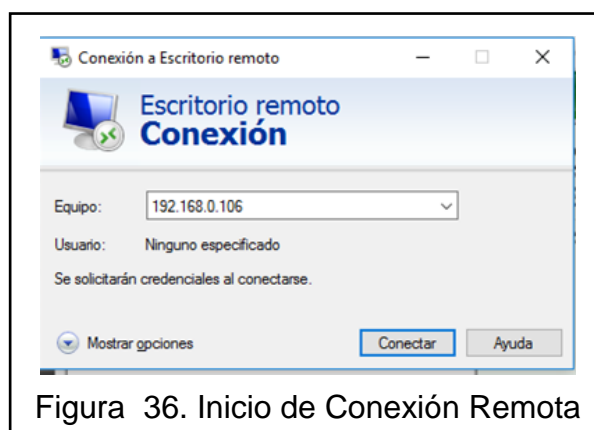 Conexión a Escritorio remoto
Escritorio remoto
Conexión
Equipo: 192.168.0.106
Usuario: Ninguno especificado
Se solicitarán credenciales al conectarse.
Mostrar opciones Conectar Ayuda
Figura 36. Inicio de Conexión Remota